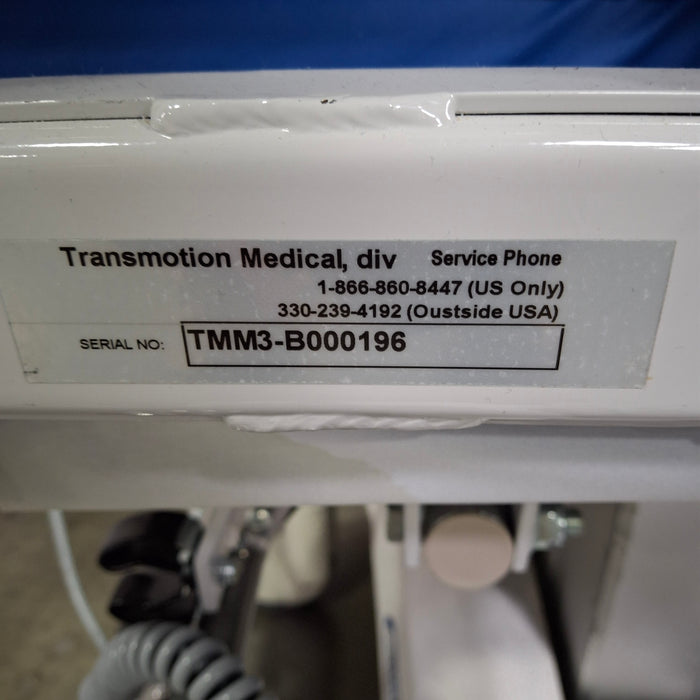 Transmotion Medical, div Service Phone
1-866-860-8447 (US Only)
330-239-4192 (Oustside USA)
SERIAL NO: TMM3-B000196